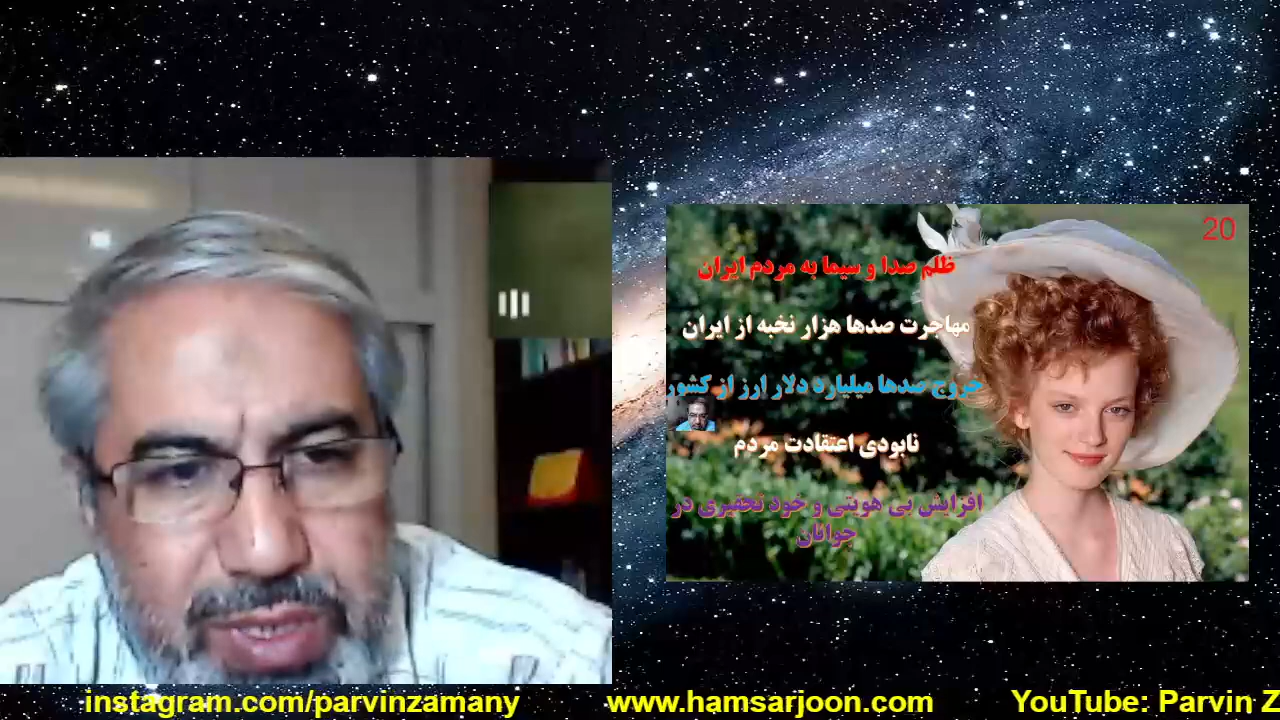 20
ظلم صدا و سیما به مردم ایران
مهاجرت صدها هزار نخبه از ایران
خروج صدها میلیارد دلار ارز از کشور
نابودی اعتقادت مردم
افزایش بی هویتی و خود تحقیری در
جوانان
instagram.com/parvinzamany www.hamsarjoon.com YouTube: Parvin Z